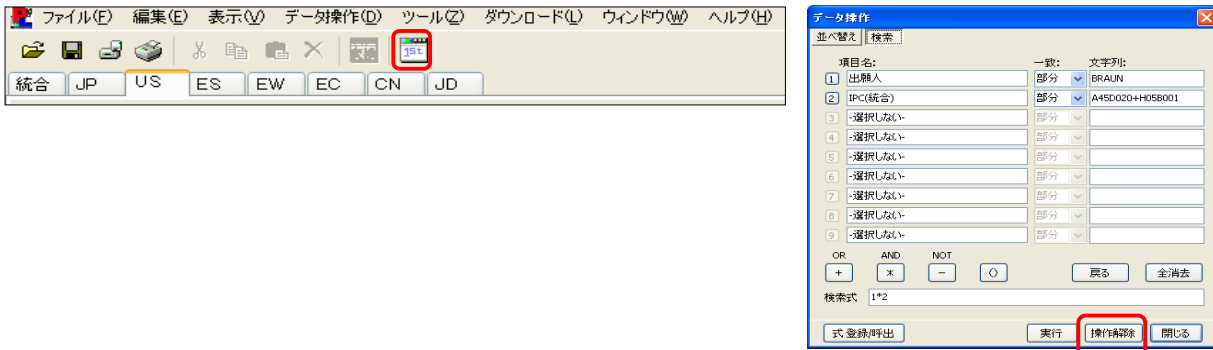 ファイル(F) 編集(E) 表示(V) データ操作(D) ツール(Z) ダウンロード(L) ウィンドウ(W) ヘルプ(H)
1st
統合 JP US ES EW EC CN JD
データ操作
並べ替え 検索
項目名: 一致: 文字列:
1 出願人 部分 BRAUN
2 IPC(統合) 部分 A45D020+H05B001
3 -選択しない- 部分
4 -選択しない- 部分
5 -選択しない- 部分
6 -選択しない- 部分
7 -選択しない- 部分
8 -選択しない- 部分
9 -選択しない- 部分
OR AND NOT
+ * - () 戻る 全消去
検索式 1*2
式登録/呼出 実行 操作解除 閉じる